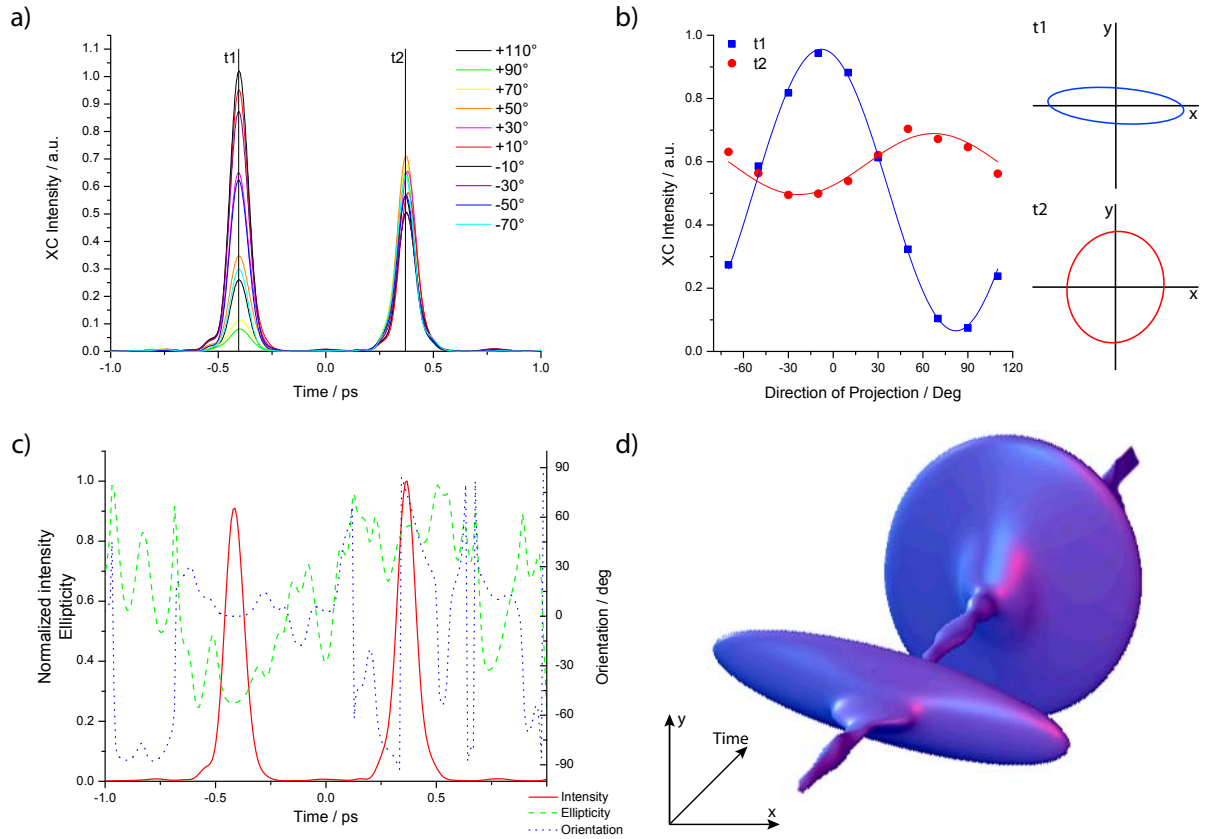 a)
XC Intensity / a.u.
1.1
1.0
0.9
0.8
0.7
0.6
0.5
0.4
0.3
0.2
0.1
0.0
t1
t2
+110°
+90°
+70°
+50°
+30°
+10°
-10°
-30°
-50°
-70°
-1.0
-0.5
0.0
0.5
1.0
Time / ps
b)
XC Intensity / a.u.
1.0
0.8
0.6
0.4
0.2
0.0
t1
t2
-60
-30
0
30
60
90
120
Direction of Projection / Deg
t1
y
x
t2
y
x
c)
Normalized intensity
Ellipticity
1.0
0.8
0.6
0.4
0.2
0.0
90
60
30
0
-30
-60
-90
Orientation / deg
-1.0
-0.5
0.0
0.5
Time / ps
Intensity
Ellipticity
Orientation
d)
y
Time
x